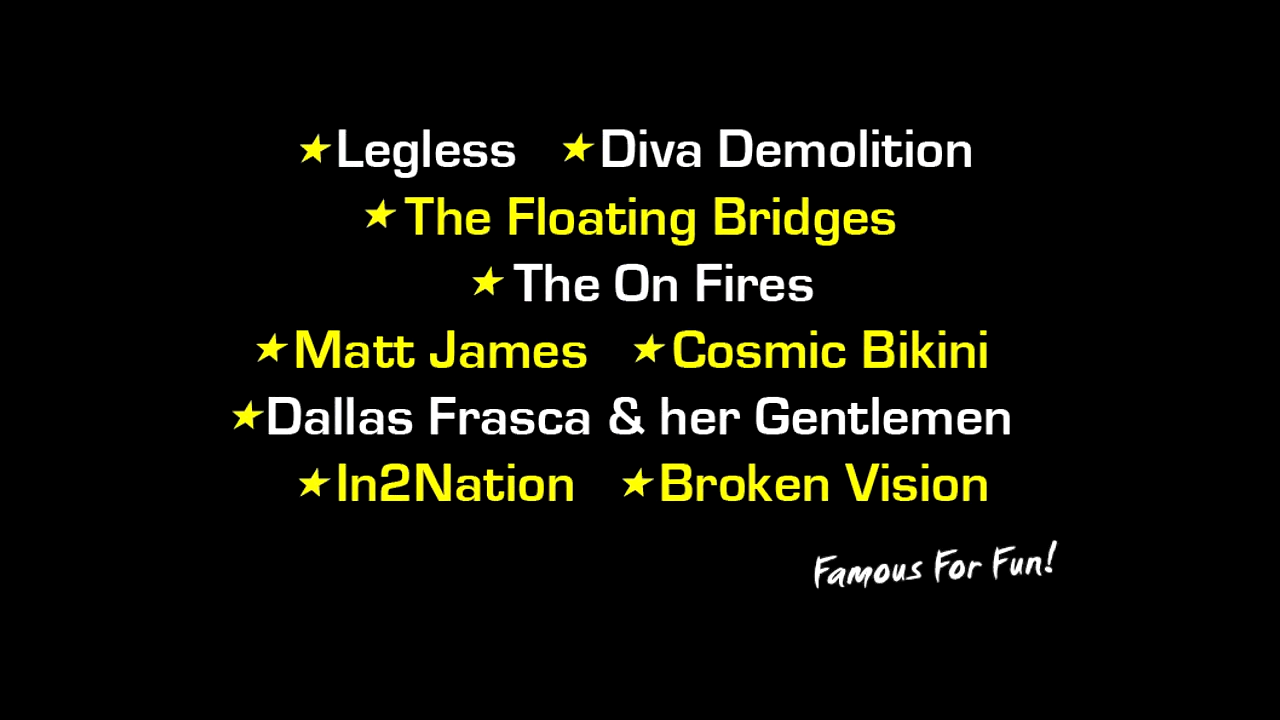 ★Legless ★Diva Demolition
★The Floating Bridges
★The On Fires
★Matt James ★Cosmic Bikini
★Dallas Frasca & her Gentlemen
★In2Nation ★Broken Vision
Famous For Fun!